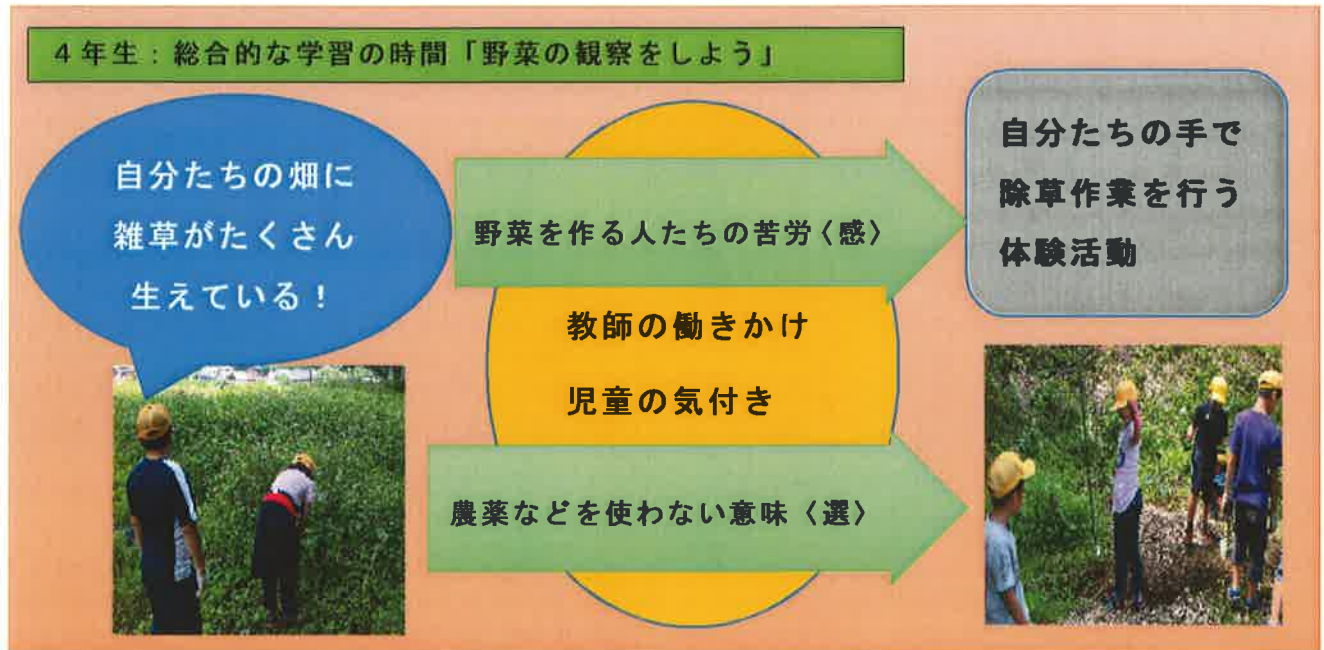 4年生:総合的な学習の時間「野菜の観察をしよう」
自分たちの畑に
雑草がたくさん
生えている!
野菜を作る人たちの苦労〈感〉
教師の働きかけ
児童の気付き
農薬などを使わない意味〈選〉
自分たちの手で
除草作業を行う
体験活動